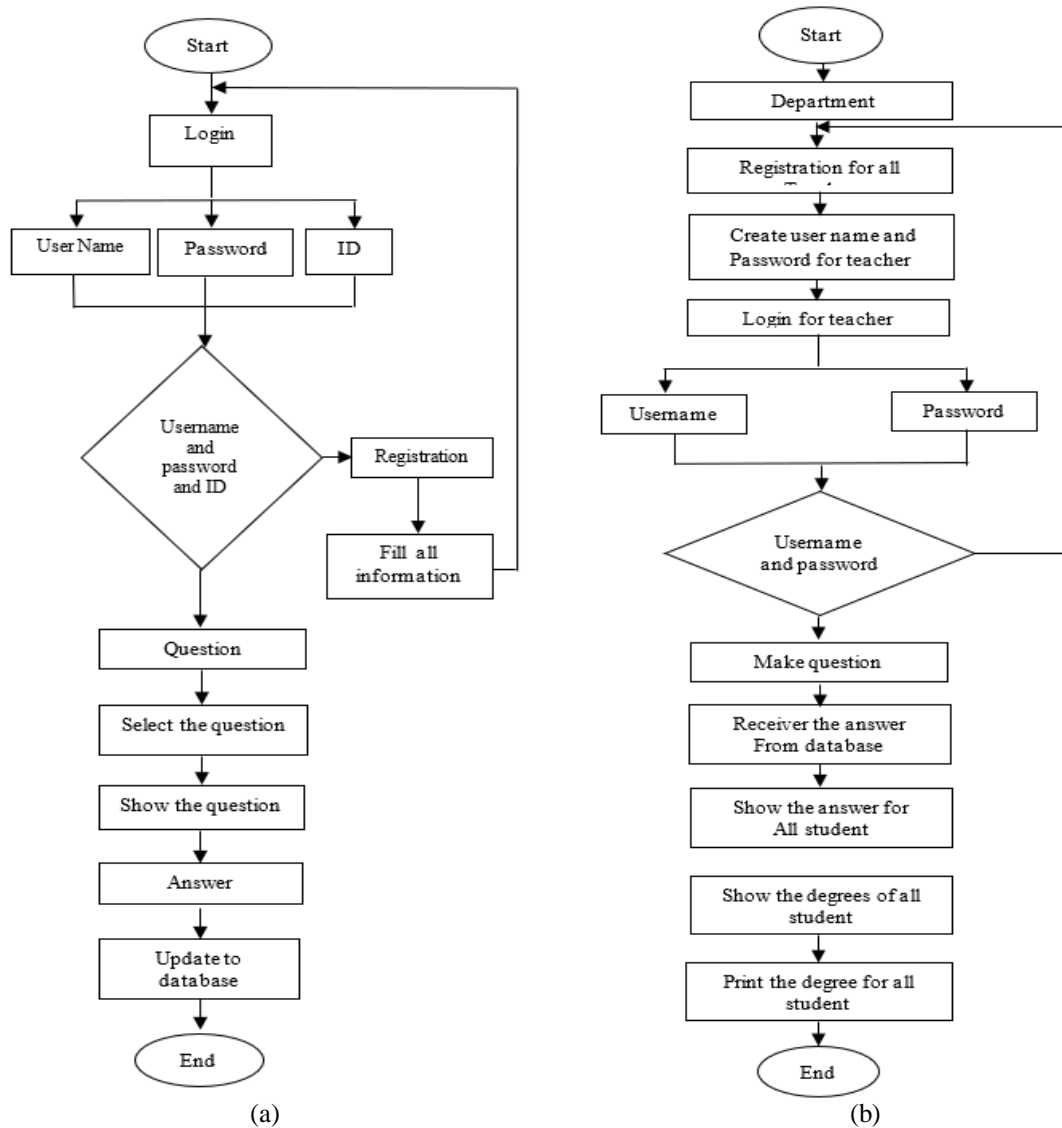 Start
Login
User Name
Password
ID
Username
and
password
and ID
Registration
Fill all
information
Question
Select the question
Show the question
Answer
Update to
database
End
(a)
Start
Department
Registration for all
Create user name and
Password for teacher
Login for teacher
Username
Password
Username
and password
Make question
Receiver the answer
From database
Show the answer for
All student
Show the degrees of all
student
Print the degree for all
student
End
(b)